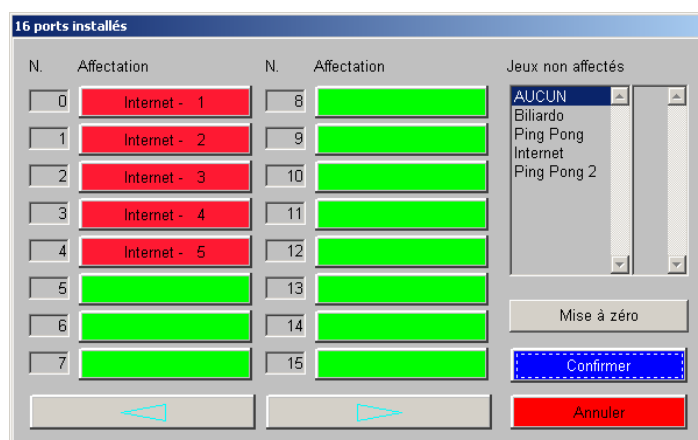 16 ports installés
N. Affectation N. Affectation Jeux non affectés
0 Internet - 1 8 AUCUN
Biliardo
1 Internet - 2 9 Ping Pong
Internet
2 Internet - 3 10 Ping Pong 2
3 Internet - 4 11
4 Internet - 5 12
5 13
6 14 Mise à zéro
7 15 Confirmer
Annuler